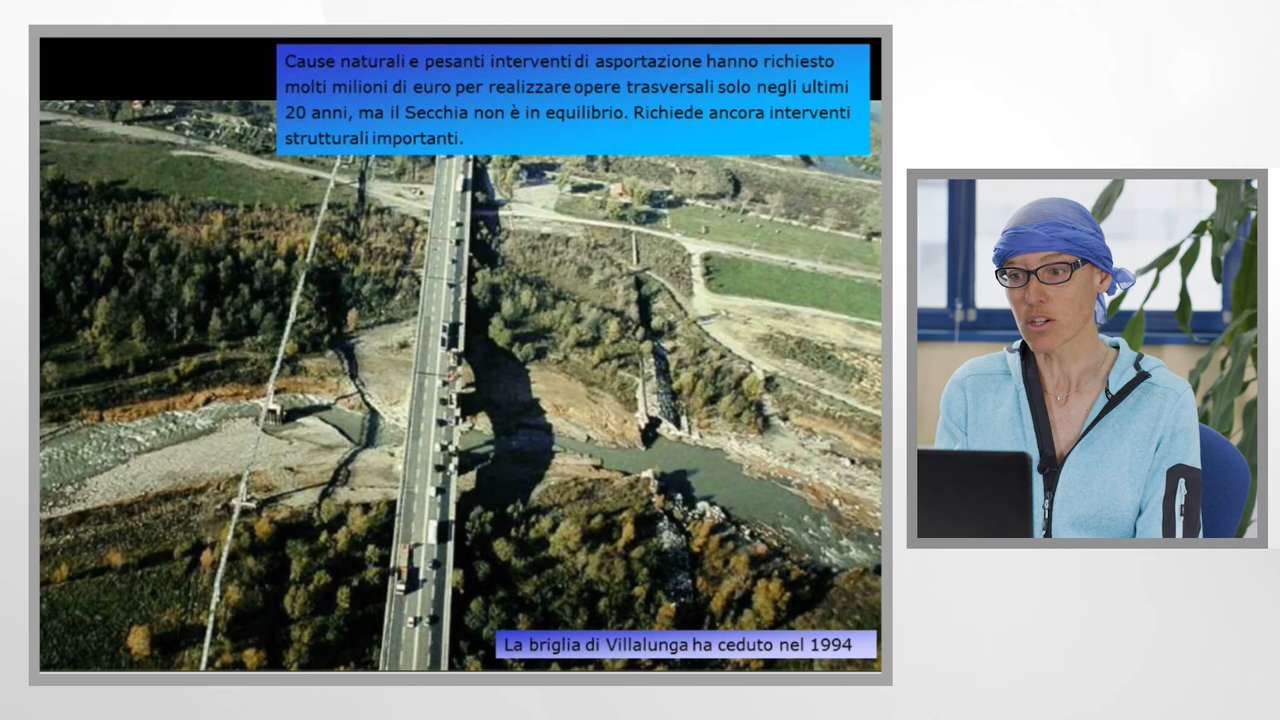 Cause naturali e pesanti interventi di asportazione hanno richiesto
molti milioni di euro per realizzare opere trasversali solo negli ultimi
20 anni, ma il Secchia non è in equilibrio. Richiede ancora interventi
strutturali importanti.
La briglia di Villalunga ha ceduto nel 1994